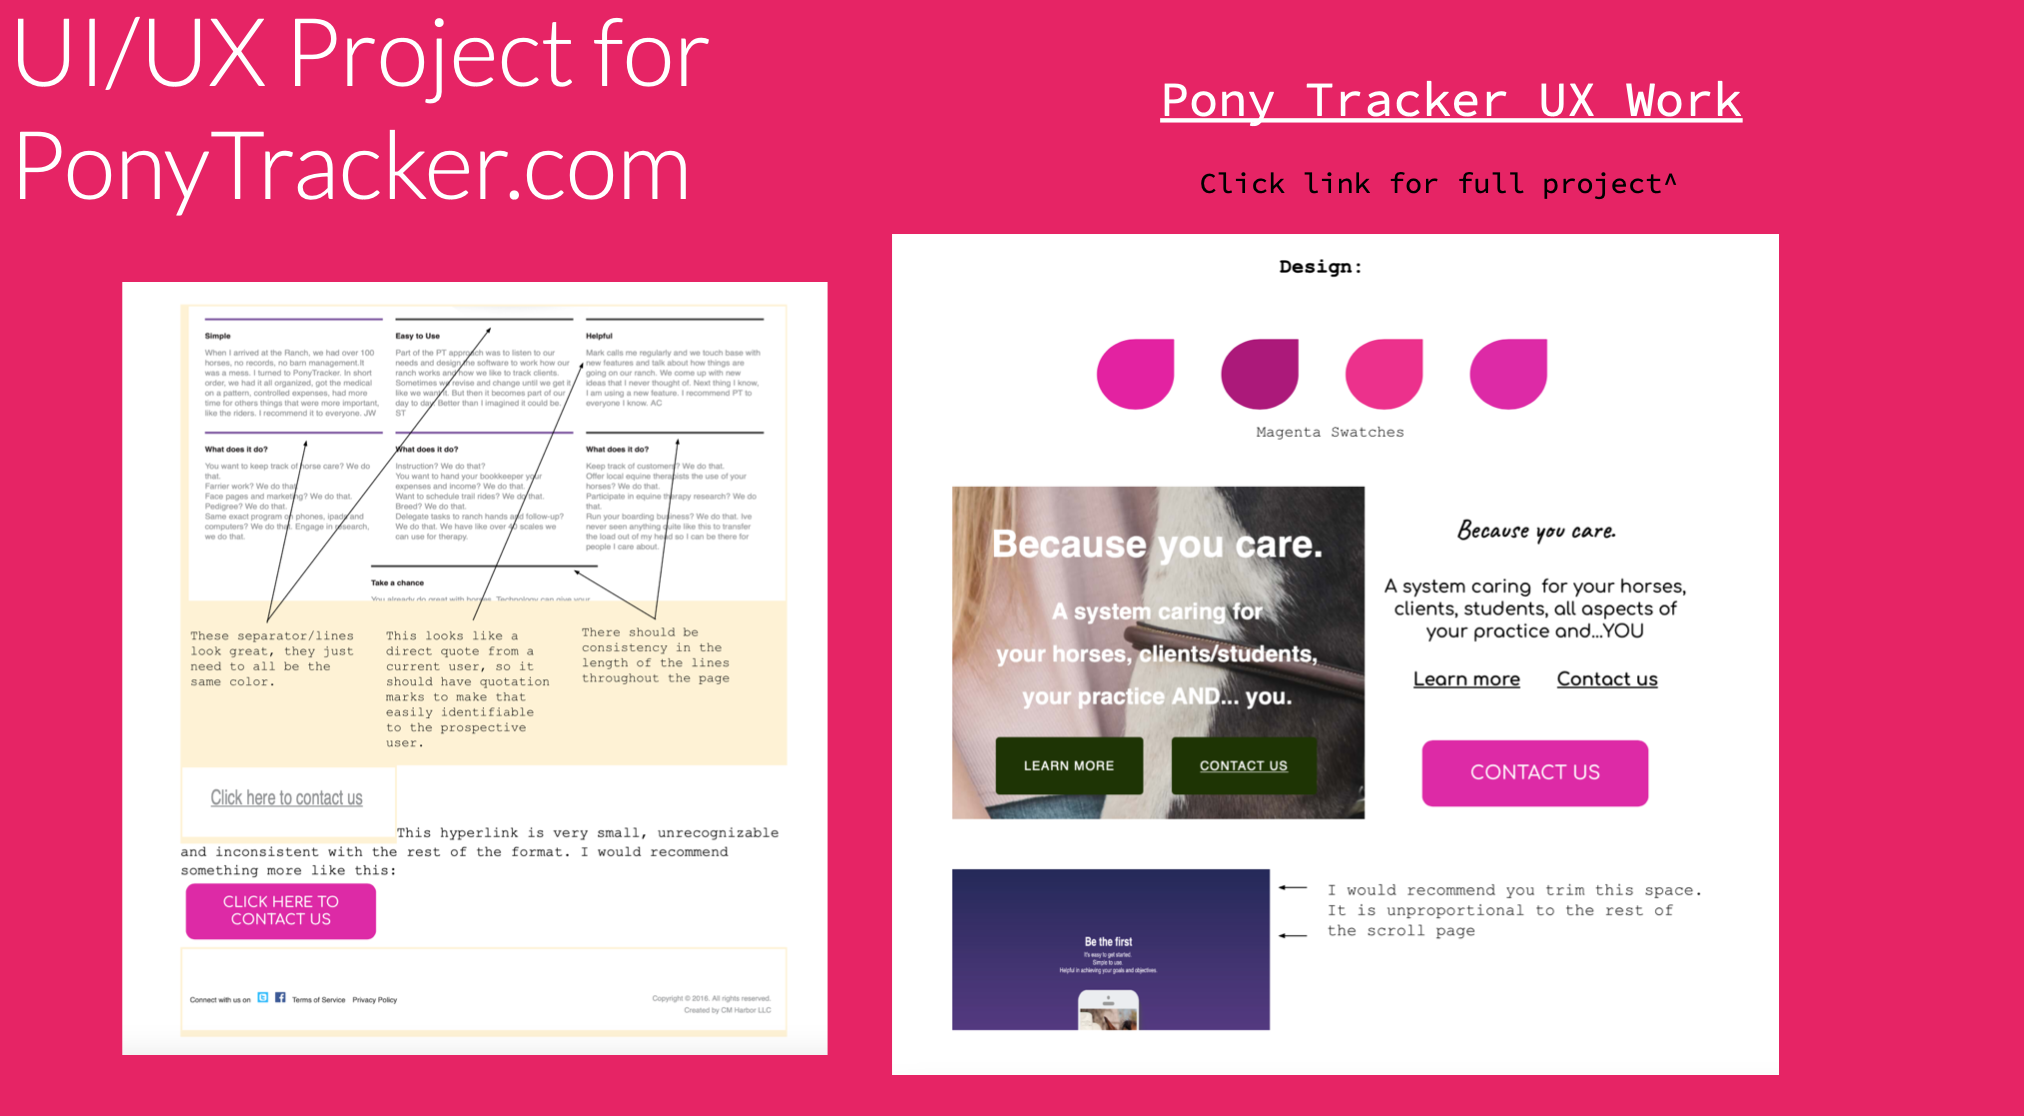 UI/UX Project for
PonyTracker.com
Pony Tracker UX Work
Click link for full project^
Simple
When I arrived at the Ranch, we had over 100
horses, no records, no barn management.It
was a mess. I turned to PonyTracker. In short
order, we had it all organized, got the medical
on a pattern, controlled expenses, had more
time for others things that were more important,
like the riders. I recommend it to everyone. JW
Easy to Use
Part of the PT approach was to listen to our
needs and design the software to work how our
ranch works and how we like to track clients.
Sometimes we revise and change until we get it
like we want it. But then it becomes part of our
day to day. Better than I imagined it could be.
ST
Helpful
Mark calls me regularly and we touch base with
new features and talk about how things are
going on our ranch. We come up with new
ideas that I never thought of. Next thing I know,
I am using a new feature. I recommend PT to
everyone I know. AC
What does it do?
You want to keep track of horse care? We do
that.
Farrier work? We do that.
Face pages and marketing? We do that.
Pedigree? We do that.
Same exact program on phones, ipads and
computers? We do that. Engage in research,
we do that.
What does it do?
Instruction? We do that?
You want to hand your bookkeeper your
expenses and income? We do that.
Want to schedule trail rides? We do that.
Breed? We do that.
Delegate tasks to ranch hands and follow-up?
We do that. We have like over 40 scales we
can use for therapy.
What does it do?
Keep track of customers? We do that.
Offer local equine therapists the use of your
horses? We do that.
Participate in equine therapy research? We do
that.
Run your boarding business? We do that. Ive
never seen anything quite like this to transfer
the load out of my head so I can be there for
people I care about.
Take a chance
You already do great with horses. Technology can give your
These separator/lines
look great, they just
need to all be the
same color.
This looks like a
direct quote from a
current user, so it
should have quotation
marks to make that
easily identifiable
to the prospective
user.
There should be
consistency in the
length of the lines
throughout the page
Click here to contact us
This hyperlink is very small, unrecognizable
and inconsistent with the rest of the format. I would recommend
something more like this:
CLICK HERE TO
CONTACT US
Connect with us on Terms of Service Privacy Policy
Copyright © 2016. All rights reserved.
Created by CM Harbor LLC
Design:
Magenta Swatches
Because you care.
A system caring for
your horses, clients/students,
your practice AND... you.
LEARN MORE
CONTACT US
Because you care.
A system caring for your horses,
clients, students, all aspects of
your practice and...YOU
Learn more
Contact us
CONTACT US
Be the first
It's easy to get started.
Simple to use.
Helpful in achieving your goals and objectives.
I would recommend you trim this space.
It is unproportional to the rest of
the scroll page